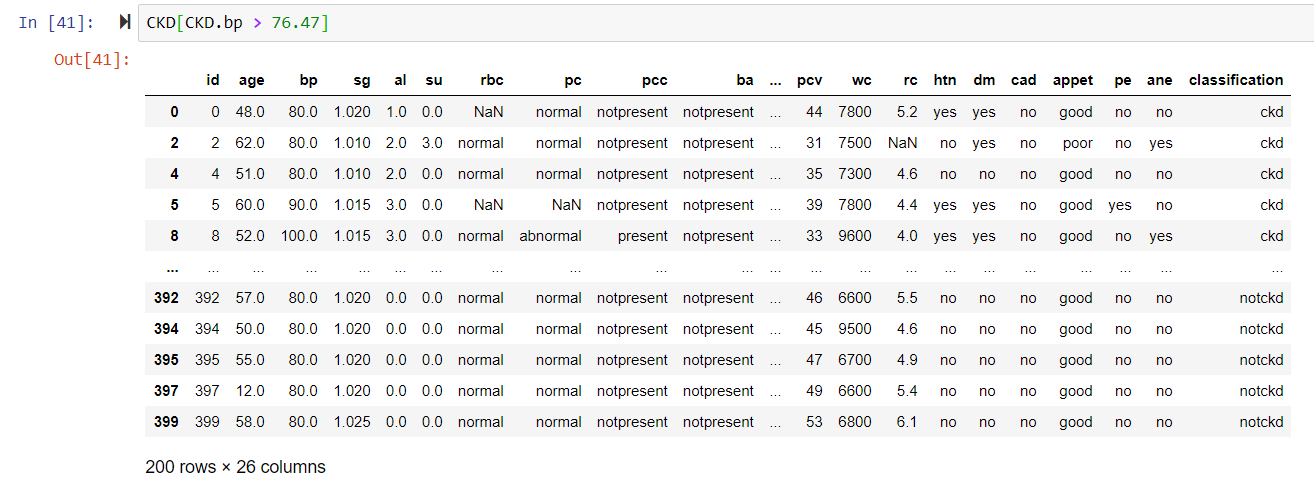 In [41]: CKD[CKD.bp > 76.47]
Out[41]:
id age bp sg al su rbc pc pcc ba ... pcv wc rc htn dm cad appet pe ane classification
0 0 48.0 80.0 1.020 1.0 0.0 NaN normal notpresent notpresent ... 44 7800 5.2 yes yes no good no no ckd
2 2 62.0 80.0 1.010 2.0 3.0 normal normal notpresent notpresent ... 31 7500 NaN no yes no poor no yes ckd
4 4 51.0 80.0 1.010 2.0 0.0 normal normal notpresent notpresent ... 35 7300 4.6 no no no good no no ckd
5 5 60.0 90.0 1.015 3.0 0.0 NaN NaN notpresent notpresent ... 39 7800 4.4 yes yes no good yes no ckd
8 8 52.0 100.0 1.015 3.0 0.0 normal abnormal present notpresent ... 33 9600 4.0 yes yes no good no yes ckd
... ... ... ... ... ... ... ... ... ... ... ... ... ... ... ... ... ... ... ... ... ...
392 392 57.0 80.0 1.020 0.0 0.0 normal normal notpresent notpresent ... 46 6600 5.5 no no no good no no notckd
394 394 50.0 80.0 1.020 0.0 0.0 normal normal notpresent notpresent ... 45 9500 4.6 no no no good no no notckd
395 395 55.0 80.0 1.020 0.0 0.0 normal normal notpresent notpresent ... 47 6700 4.9 no no no good no no notckd
397 397 12.0 80.0 1.020 0.0 0.0 normal normal notpresent notpresent ... 49 6600 5.4 no no no good no no notckd
399 399 58.0 80.0 1.025 0.0 0.0 normal normal notpresent notpresent ... 53 6800 6.1 no no no good no no notckd
200 rows × 26 columns